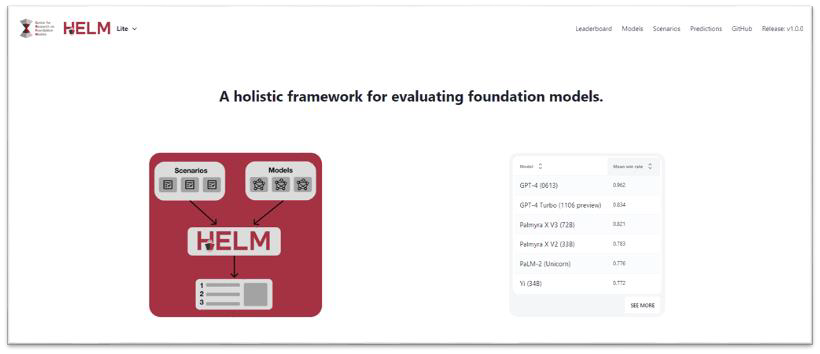 Center for
Research on
Foundation
Models
HELM Lite
Leaderboard Models Scenarios Predictions GitHub Release: v1.0.0
A holistic framework for evaluating foundation models.
Scenarios
Models
HELM
1
2
3
Model Mean win rate
GPT-4 (0613) 0.962
GPT-4 Turbo (1106 preview) 0.834
Palmyra X V3 (72B) 0.821
Palmyra X V2 (33B) 0.783
PaLM-2 (Unicorn) 0.776
Yi (34B) 0.772
SEE MORE